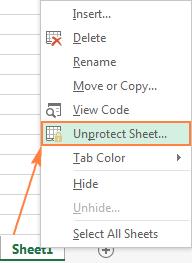 Insert...
Delete
Rename
Move or Copy...
View Code
Unprotect Sheet...
Tab Color
Hide
Unhide...
Select All Sheets
Sheet1